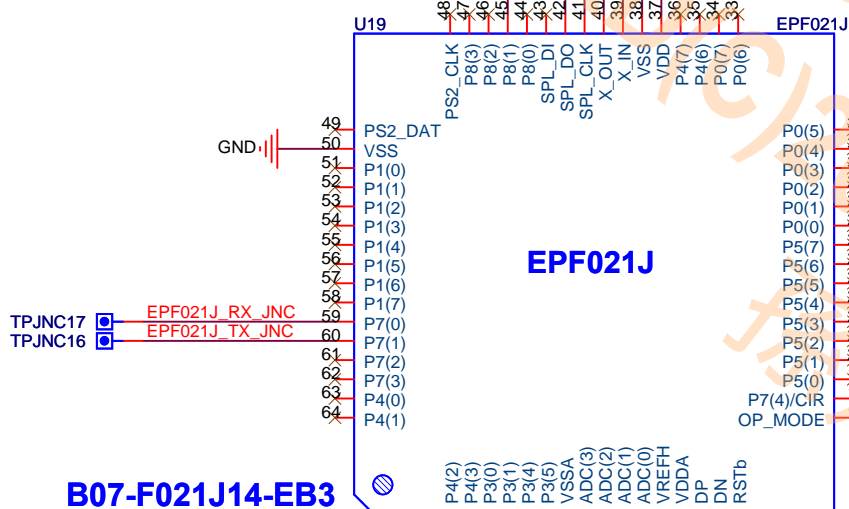 48
47
46
45
44
43
42
41
40
39
38
37
36
35
34
33
U19
EPF021J
PS2_CLK
P8(3)
P8(2)
P8(1)
P8(0)
SPL_DI
SPL_DO
SPL_CLK
X_OUT
X_IN
VSS
VDD
P4(7)
P4(6)
P0(7)
P0(6)
49 PS2_DAT
GND 50 VSS
51 P1(0)
52 P1(1)
53 P1(2)
54 P1(3)
55 P1(4)
56 P1(5)
57 P1(6)
58 P1(7)
TPJNC17 EPF021J_RX_JNC 59 P7(0)
TPJNC16 EPF021J_TX_JNC 60 P7(1)
61 P7(2)
62 P7(3)
63 P4(0)
64 P4(1)
EPF021J
P0(5)
P0(4)
P0(3)
P0(2)
P0(1)
P0(0)
P5(7)
P5(6)
P5(5)
P5(4)
P5(3)
P5(2)
P5(1)
P5(0)
P7(4)/CIR
OP_MODE
P4(2)
P4(3)
P3(0)
P3(1)
P3(4)
P3(5)
VSSA
ADC(3)
ADC(2)
ADC(1)
ADC(0)
VREFH
VDDA
DP
DN
RSTb
B07-F021J14-EB3